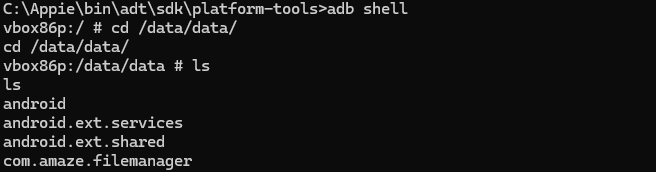 C:\Appie\bin\adt\sdk\platform-tools>adb shell
vbox86p:/ # cd /data/data/
cd /data/data/
vbox86p:/data/data # ls
ls
android
android.ext.services
android.ext.shared
com.amaze.filemanager